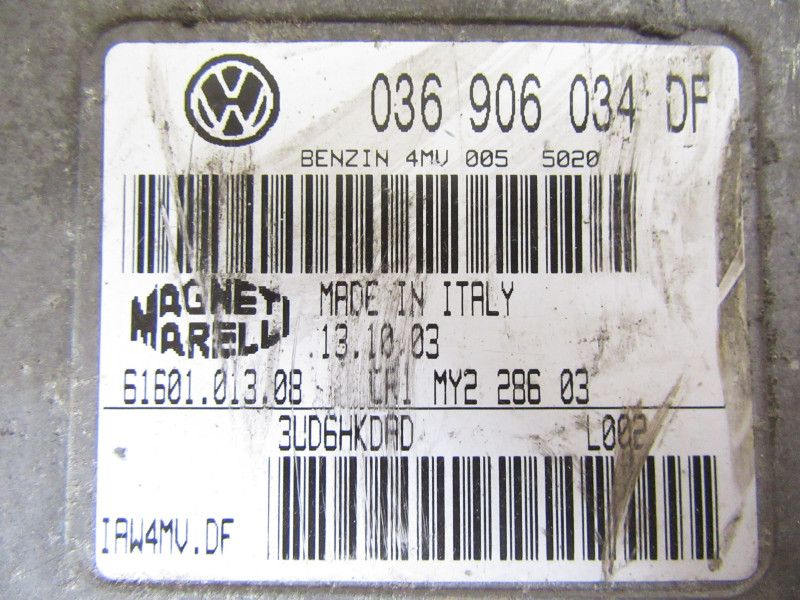 036 906 034 DF
BENZIN 4MV 005 5020
MAGNETI MARELLI
MADE IN ITALY
.13.10.03
61601.013.08 MY2 286 03
L002
IAW4MV.DF